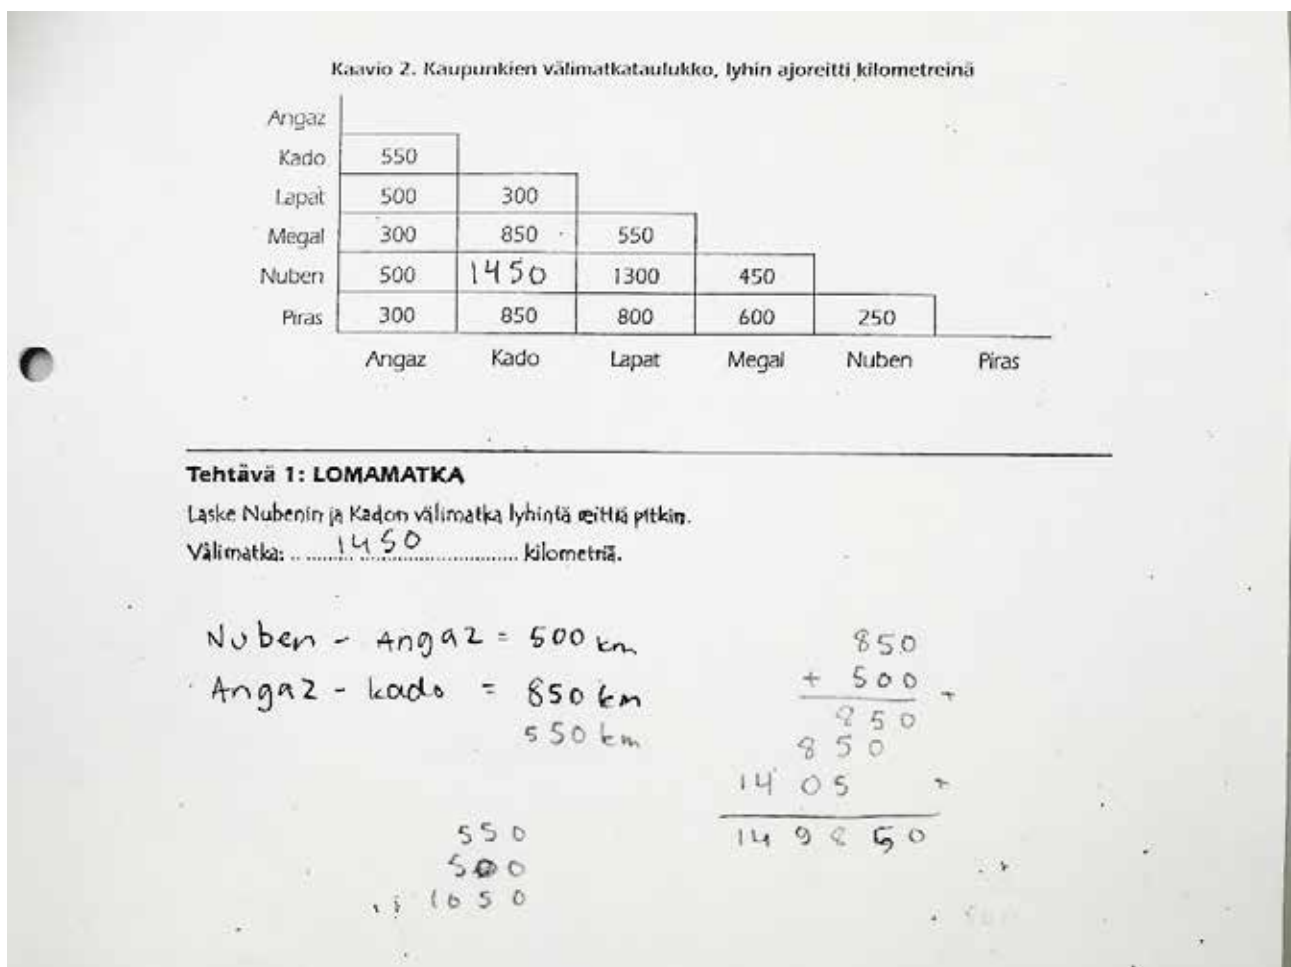 Kaavio 2. Kaupunkien välimatkataulukko, lyhin ajoreitti kilometreinä
Angaz
Kado 550
Lapat 500 300
Megal 300 850 550
Nuben 500 1450 1300 450
Piras 300 850 800 600 250
Angaz Kado Lapat Megal Nuben Piras
Tehtävä 1: LOMAMATKA
Laske Nubenin ja Kadon välimatka lyhintä reittiä pitkin.
Välimatka: .......1450....................... kilometriä.
Nuben - Angaz = 500 km
Angaz - kado = 850 km
550 km
850
+ 500
850 +
850
1405 +
149850
550
500
1050